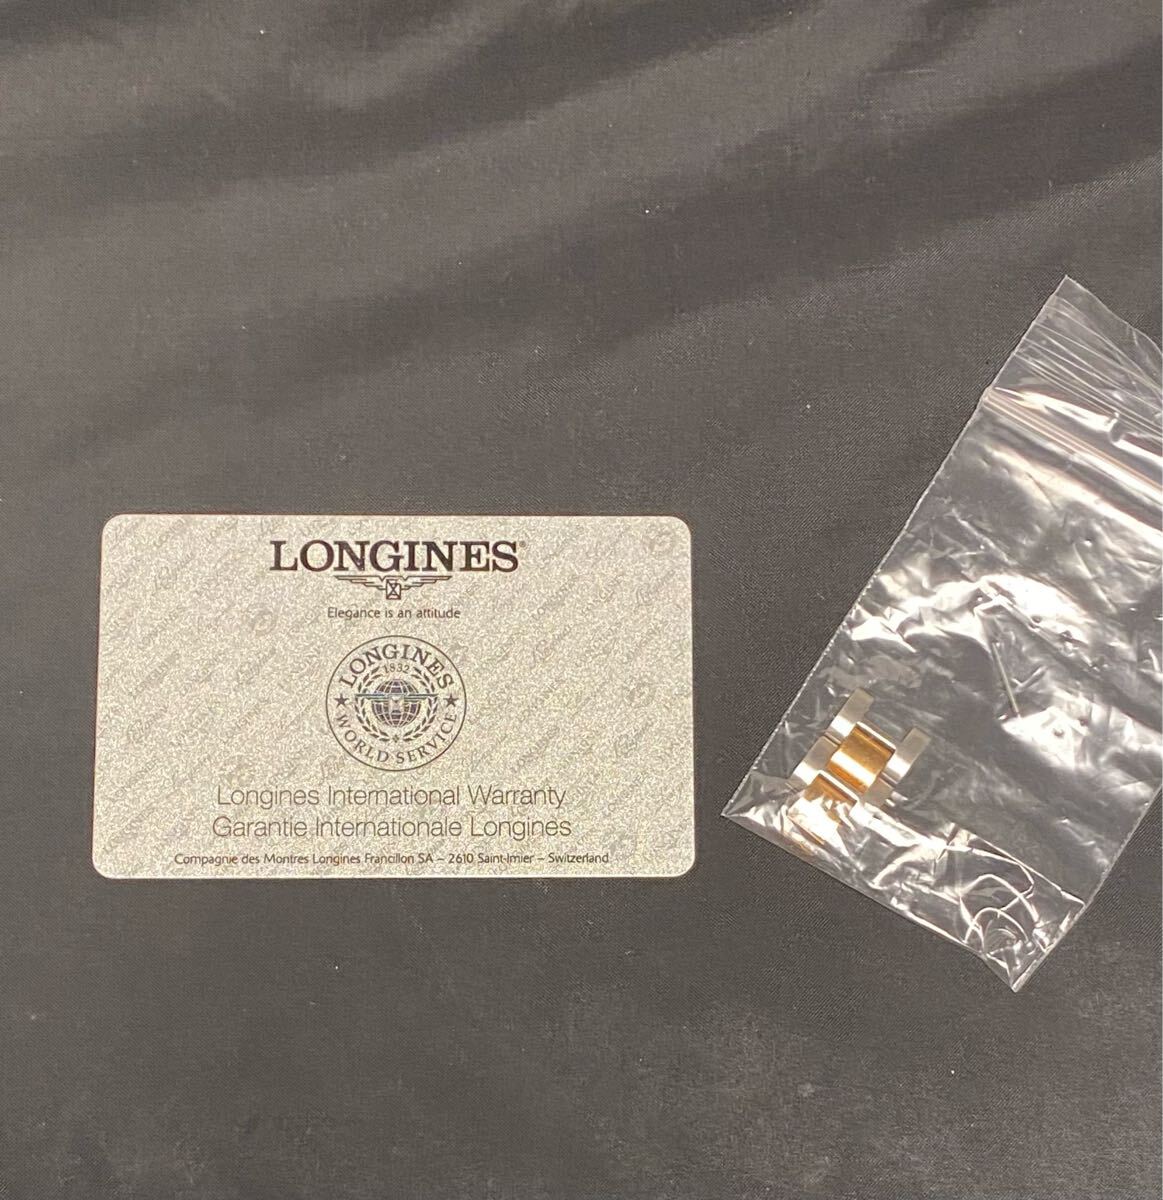 LONGINES®
Elegance is an attitude
LONGINES
1832
WORLD SERVICE
Longines International Warranty
Garantie Internationale Longines
Compagnie des Montres Longines Francillon SA – 2610 Saint-Imier – Switzerland